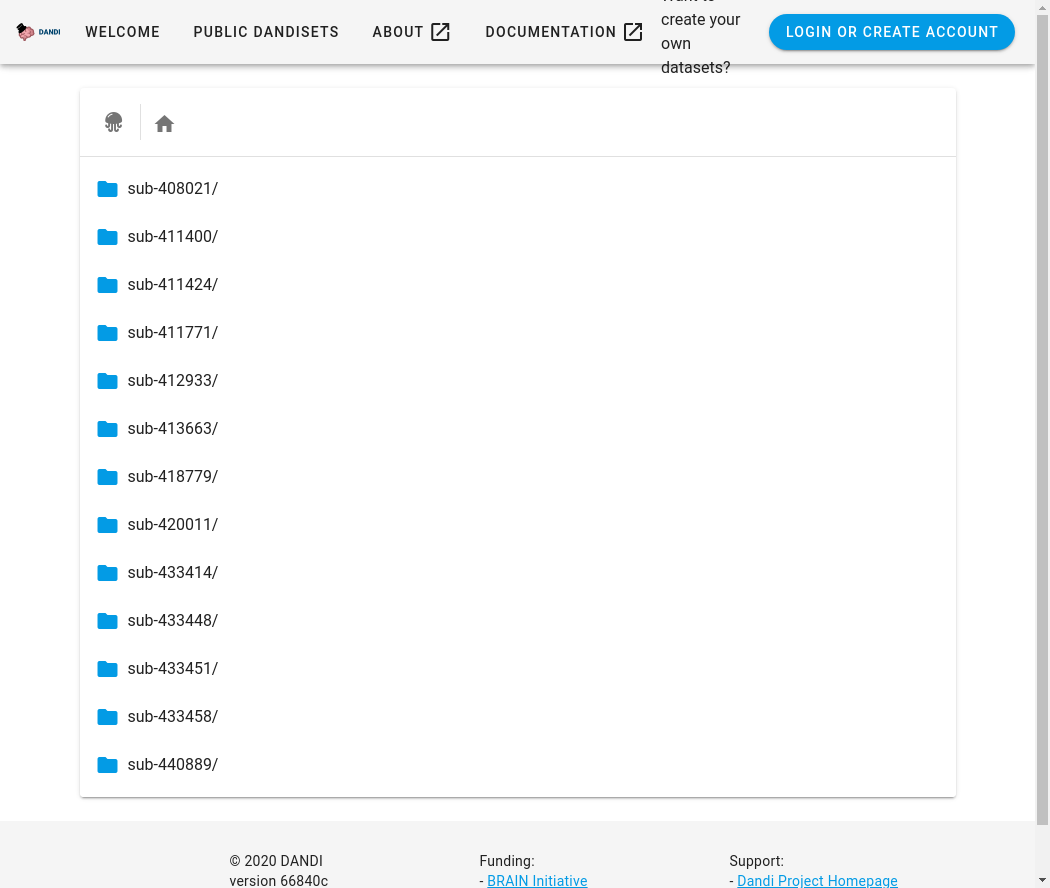 DANDI WELCOME PUBLIC DANDISETS ABOUT DOCUMENTATION
create your
own
datasets?
LOGIN OR CREATE ACCOUNT
sub-408021/
sub-411400/
sub-411424/
sub-411771/
sub-412933/
sub-413663/
sub-418779/
sub-420011/
sub-433414/
sub-433448/
sub-433451/
sub-433458/
sub-440889/
© 2020 DANDI
version 66840c
Funding:
- BRAIN Initiative
Support:
- Dandi Project Homepage